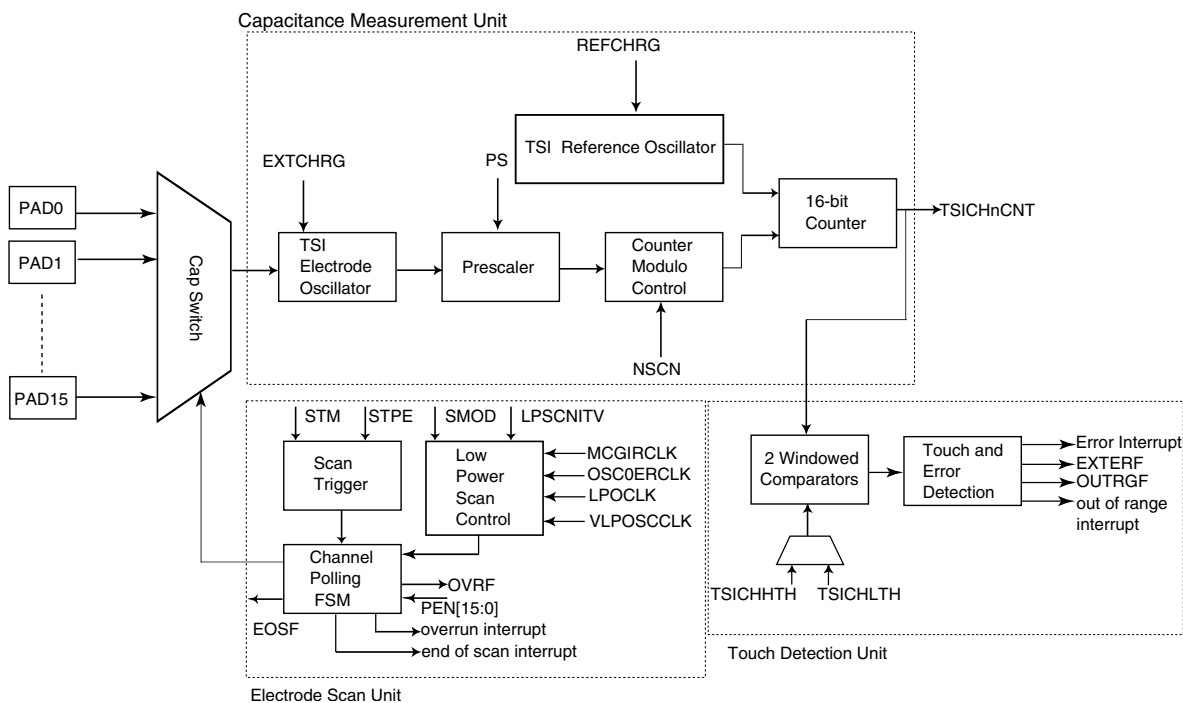 Capacitance Measurement Unit
REFCHRG
TSI Reference Oscillator
EXTCHRG
PS
PAD0
PAD1
PAD15
Cap Switch
TSI
Electrode
Oscillator
Prescaler
Counter
Modulo
Control
16-bit
Counter
TSICHnCNT
NSCN
STM
STPE
SMOD
LPSCNITV
Scan
Trigger
Low
Power
Scan
Control
MCGIRCLK
OSC0ERCLK
LPOCLK
VLPOSCCLK
Channel
Polling
FSM
OVRF
PEN[15:0]
EOSF
overrun interrupt
end of scan interrupt
Electrode Scan Unit
2 Windowed
Comparators
Touch and
Error
Detection
Error Interrupt
EXTERF
OUTRGF
out of range
interrupt
TSICHHTH
TSICHLTH
Touch Detection Unit